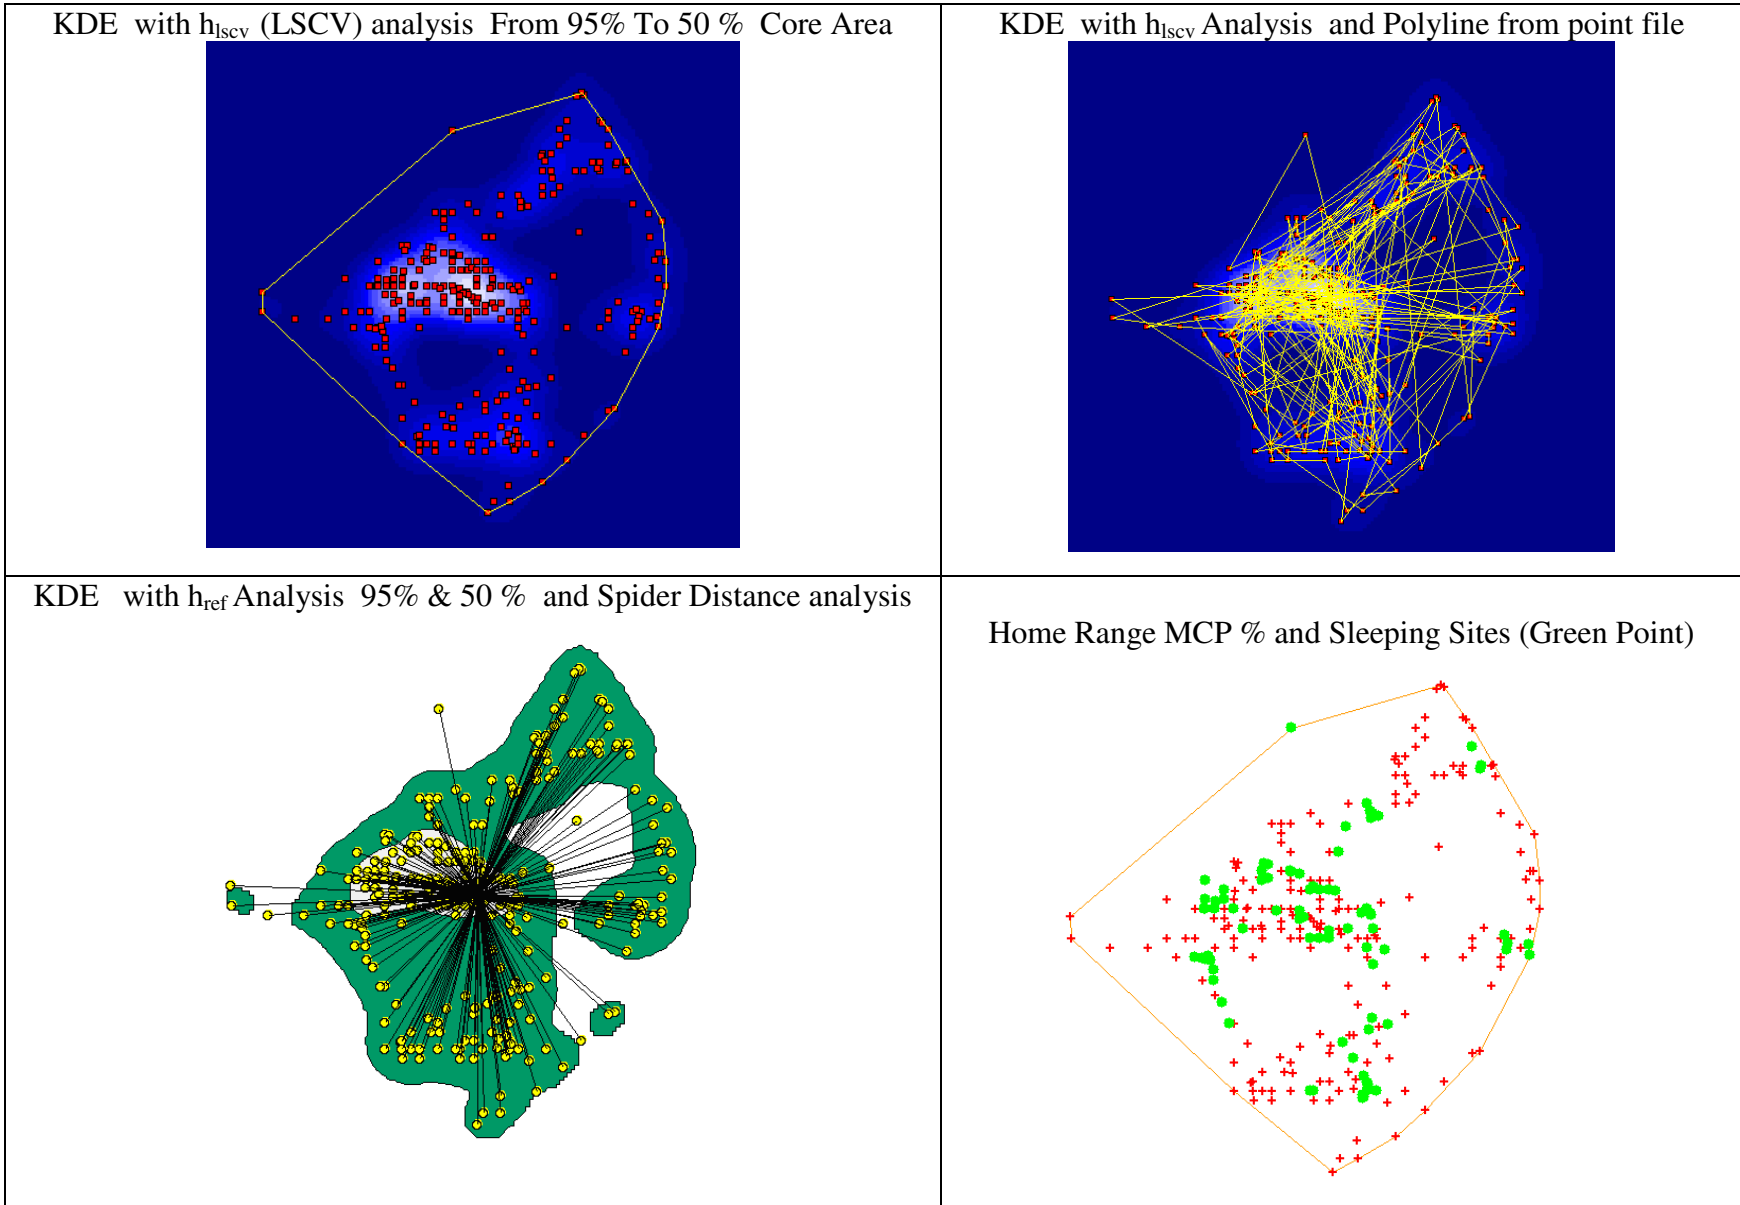 KDE with hlscv (LSCV) analysis From 95% To 50 % Core Area
KDE with hlscv Analysis and Polyline from point file
KDE with href Analysis 95% & 50 % and Spider Distance analysis
Home Range MCP % and Sleeping Sites (Green Point)